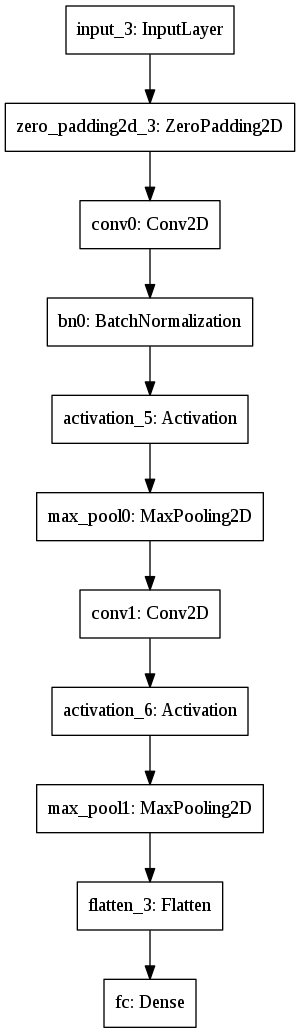 input_3: InputLayer
zero_padding2d_3: ZeroPadding2D
conv0: Conv2D
bn0: BatchNormalization
activation_5: Activation
max_pool0: MaxPooling2D
conv1: Conv2D
activation_6: Activation
max_pool1: MaxPooling2D
flatten_3: Flatten
fc: Dense